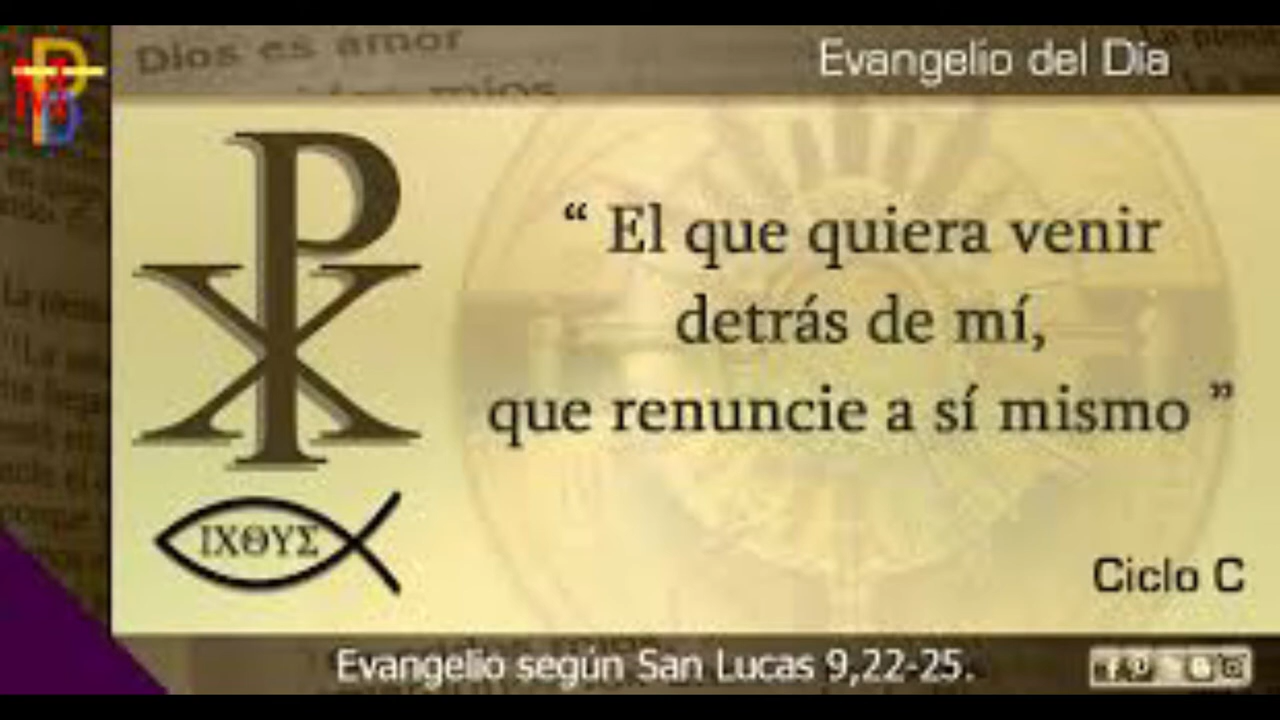 Dios es amor
Evangelio del Día
“ El que quiera venir
detrás de mí,
que renuncie a sí mismo ”
ΙΧΘΥΣ
Ciclo C
Evangelio según San Lucas 9,22-25.